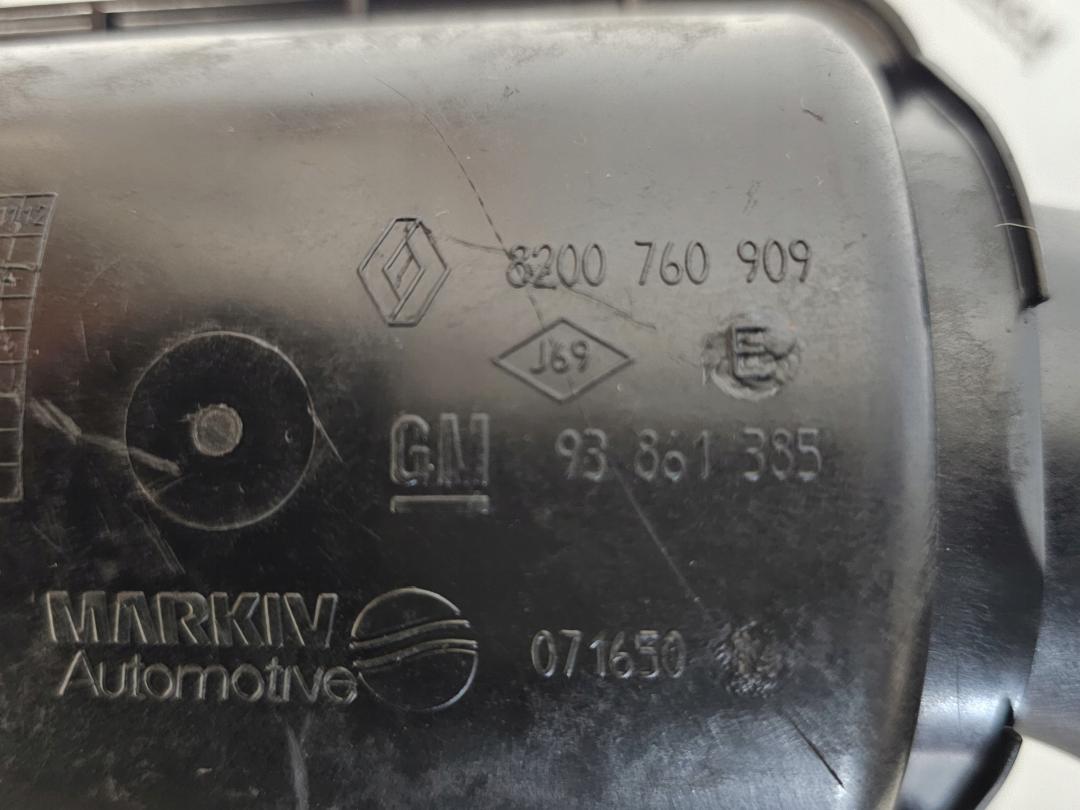 8200 760 909
J69
E
GM
93 861 385
MARKIV
Automotive
071650